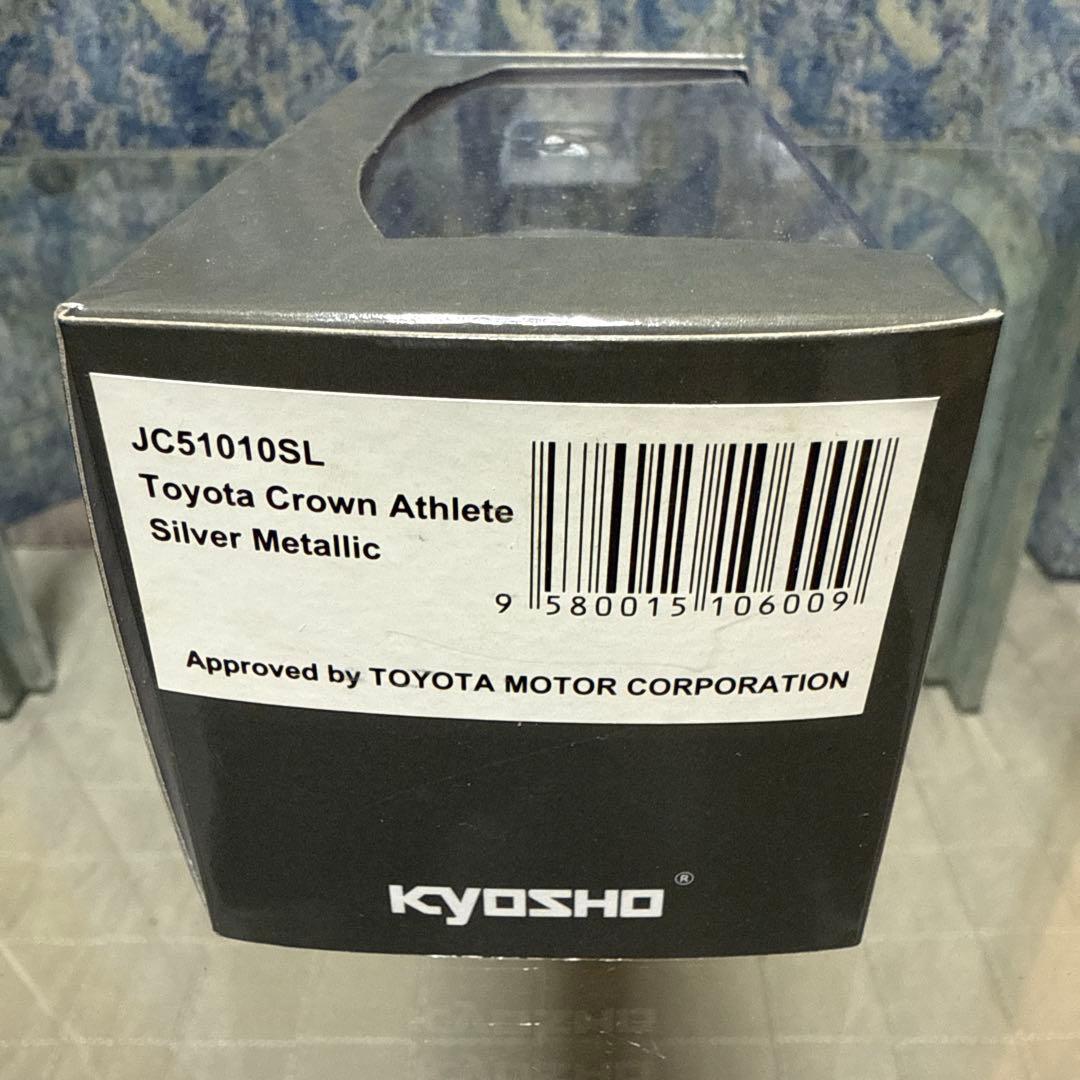 JC51010SL
Toyota Crown Athlete
Silver Metallic
9 580015 106009
Approved by TOYOTA MOTOR CORPORATION
KYOSHO ®